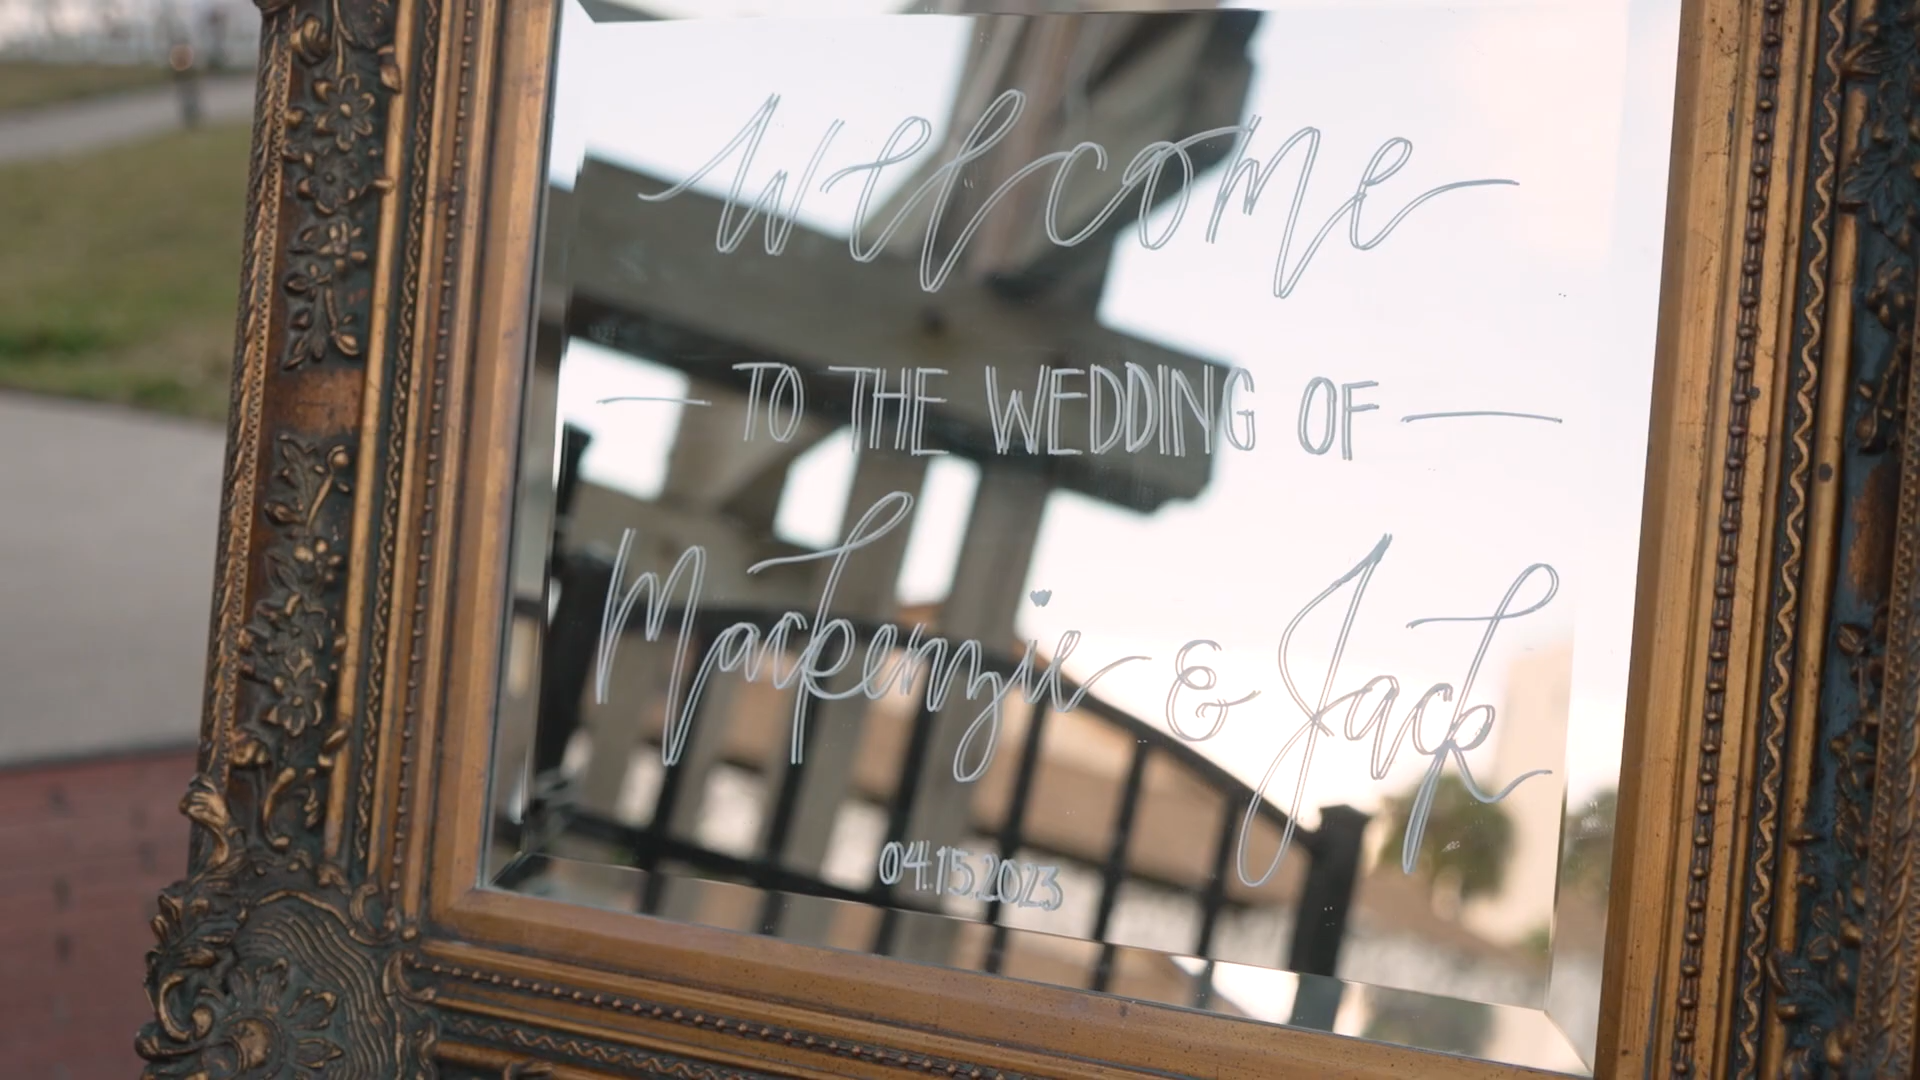 Welcome
— TO THE WEDDING OF —
Mackenzie & Jack
04.15.2023